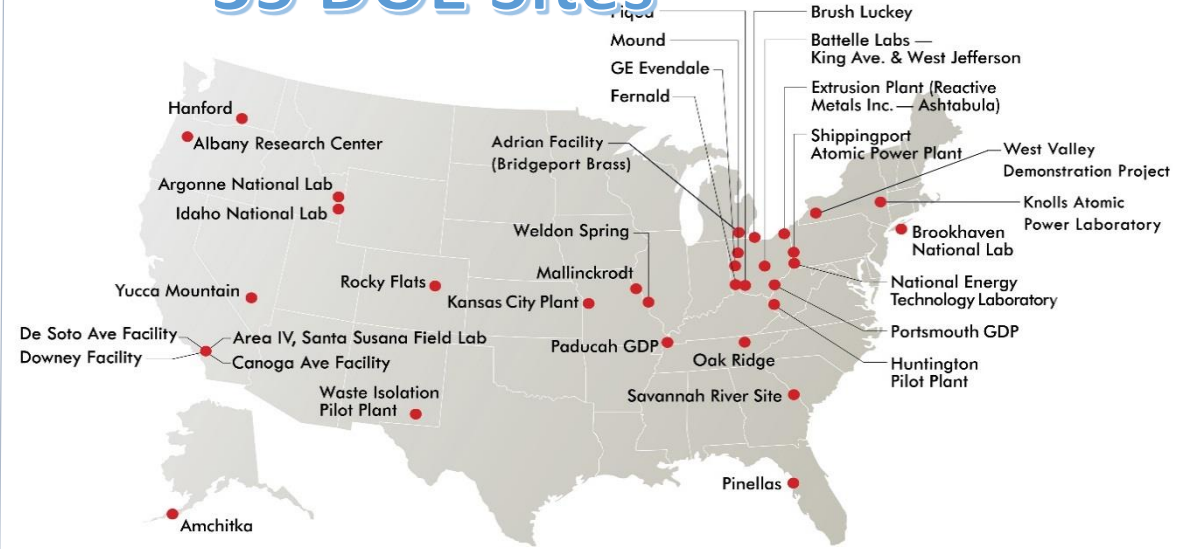 DOE Sites
Piqua
Brush Luckey
Mound
Battelle Labs —
King Ave. & West Jefferson
GE Evendale
Fernald
Extrusion Plant (Reactive
Metals Inc. — Ashtabula)
Hanford
Albany Research Center
Adrian Facility
(Bridgeport Brass)
Shippingport
Atomic Power Plant
West Valley
Demonstration Project
Argonne National Lab
Idaho National Lab
Knolls Atomic
Power Laboratory
Weldon Spring
Brookhaven
National Lab
Mallinckrodt
Rocky Flats
Yucca Mountain
Kansas City Plant
National Energy
Technology Laboratory
De Soto Ave Facility
Area IV, Santa Susana Field Lab
Downey Facility
Canoga Ave Facility
Paducah GDP
Oak Ridge
Portsmouth GDP
Huntington
Pilot Plant
Waste Isolation
Pilot Plant
Savannah River Site
Pinellas
Amchitka